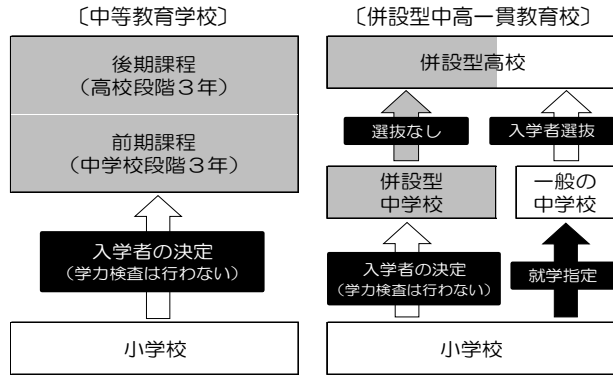 〔中等教育学校〕
後期課程
（高校段階３年）
前期課程
（中学校段階３年）
入学者の決定
（学力検査は行わない）
小学校
〔併設型中高一貫教育校〕
併設型高校
選抜なし
入学者選抜
併設型
中学校
一般の
中学校
入学者の決定
（学力検査は行わない）
就学指定
小学校